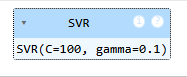 ▾ SVR i ?
SVR(C=100, gamma=0.1)